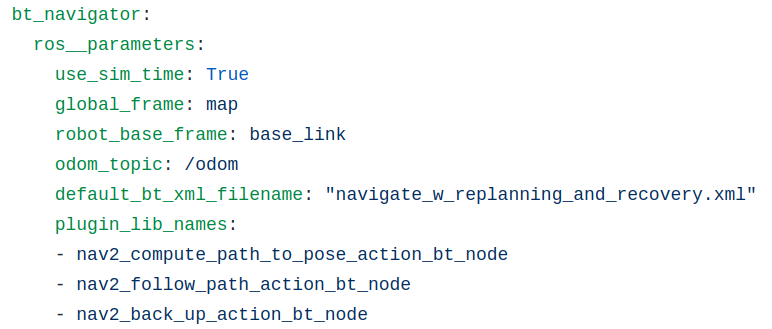 bt_navigator:
  ros__parameters:
    use_sim_time: True
    global_frame: map
    robot_base_frame: base_link
    odom_topic: /odom
    default_bt_xml_filename: "navigate_w_replanning_and_recovery.xml"
    plugin_lib_names:
    - nav2_compute_path_to_pose_action_bt_node
    - nav2_follow_path_action_bt_node
    - nav2_back_up_action_bt_node